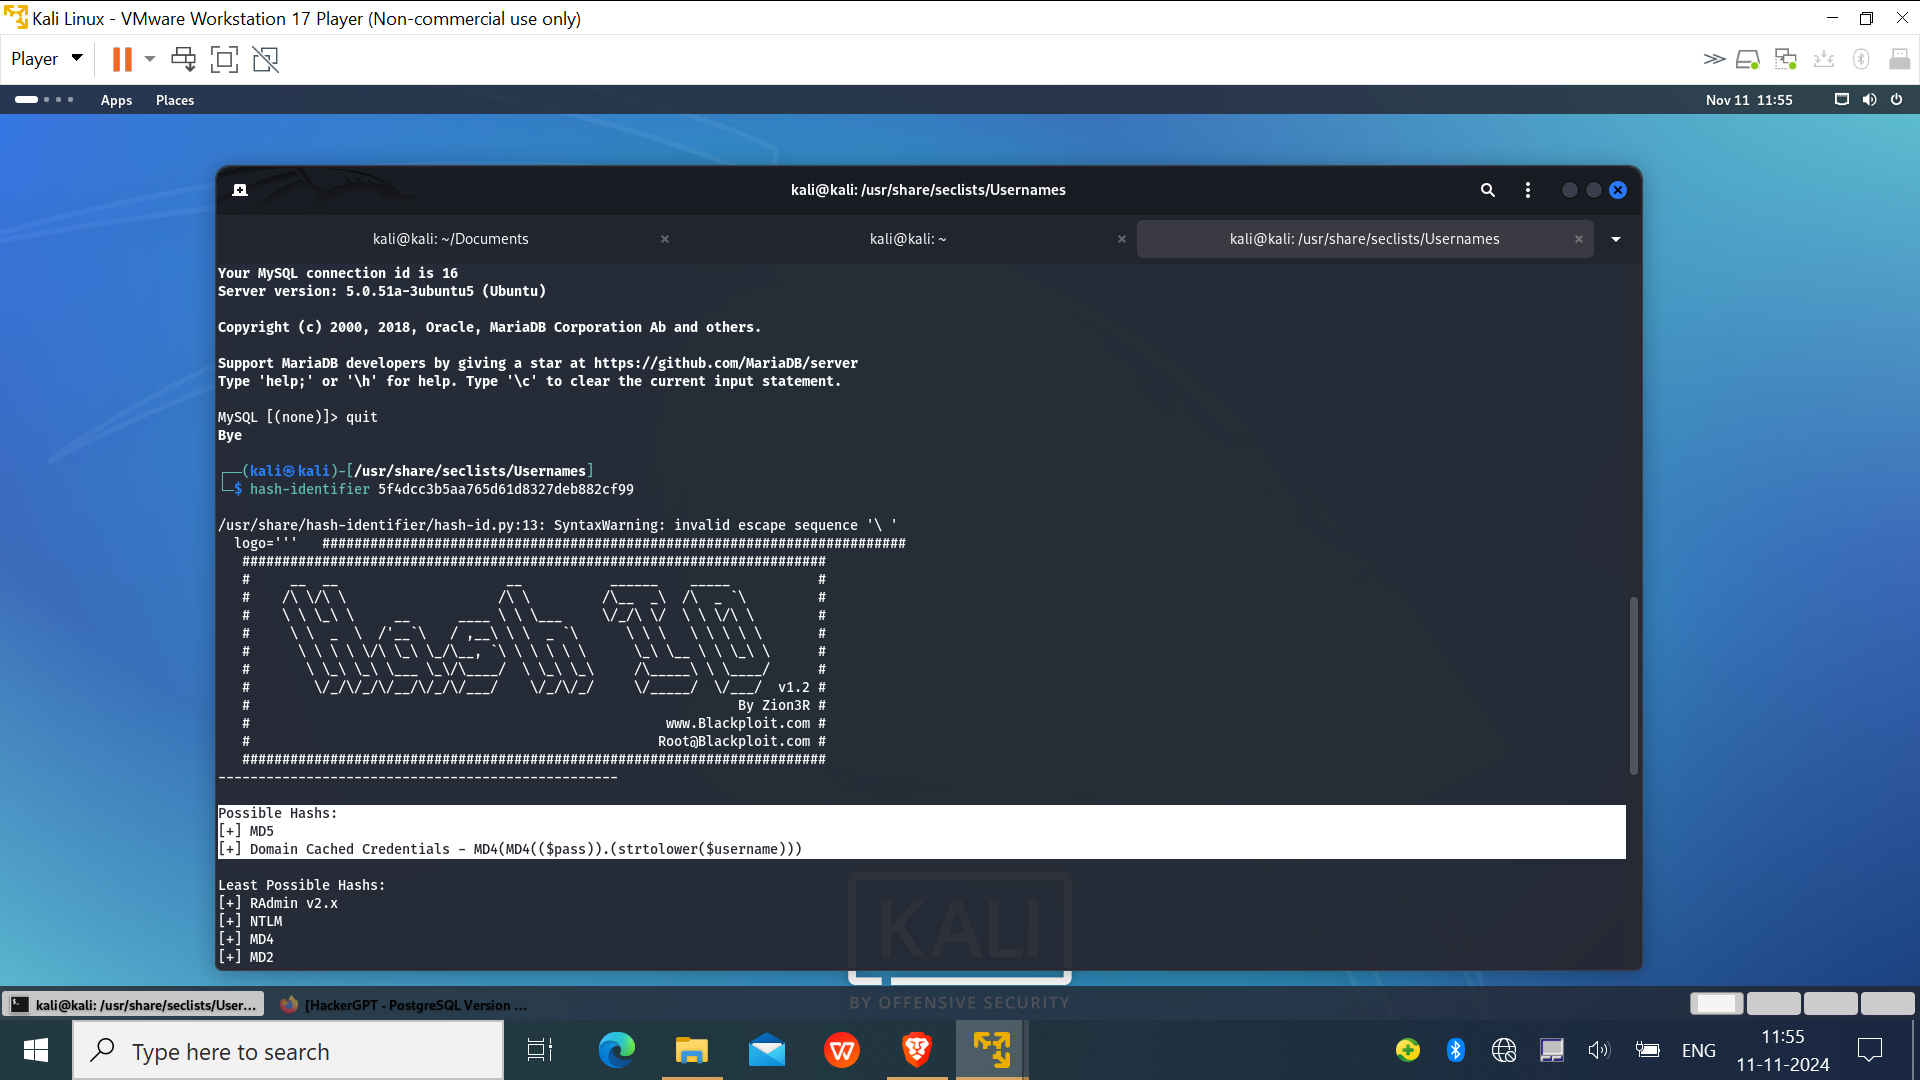 Kali Linux - VMware Workstation 17 Player (Non-commercial use only)
Player
Apps Places Nov 11 11:55
kali@kali: /usr/share/seclists/Usernames
kali@kali: ~/Documents × kali@kali: ~ × kali@kali: /usr/share/seclists/Usernames ×
Your MySQL connection id is 16
Server version: 5.0.51a-3ubuntu5 (Ubuntu)
Copyright (c) 2000, 2018, Oracle, MariaDB Corporation Ab and others.
Support MariaDB developers by giving a star at https://github.com/MariaDB/server
Type 'help;' or '\h' for help. Type '\c' to clear the current input statement.
MySQL [(none)]> quit
Bye
┌──(kali㉿kali)-[/usr/share/seclists/Usernames]
└─$ hash-identifier 5f4dcc3b5aa765d61d8327deb882cf99
/usr/share/hash-identifier/hash-id.py:13: SyntaxWarning: invalid escape sequence '\ '
logo=''' #########################################################################
#########################################################################
Hash ID
v1.2 #
# By Zion3R #
# www.Blackploit.com #
# Root@Blackploit.com #
#########################################################################
--------------------------------------------------
Possible Hashs:
[+] MD5
[+] Domain Cached Credentials - MD4(MD4(($pass)).(strtolower($username)))
Least Possible Hashs:
[+] RAdmin v2.x
[+] NTLM
[+] MD4
[+] MD2
KALI
BY OFFENSIVE SECURITY
kali@kali: /usr/share/seclists/User... [HackerGPT - PostgreSQL Version ...
Type here to search
ENG
11:55
11-11-2024